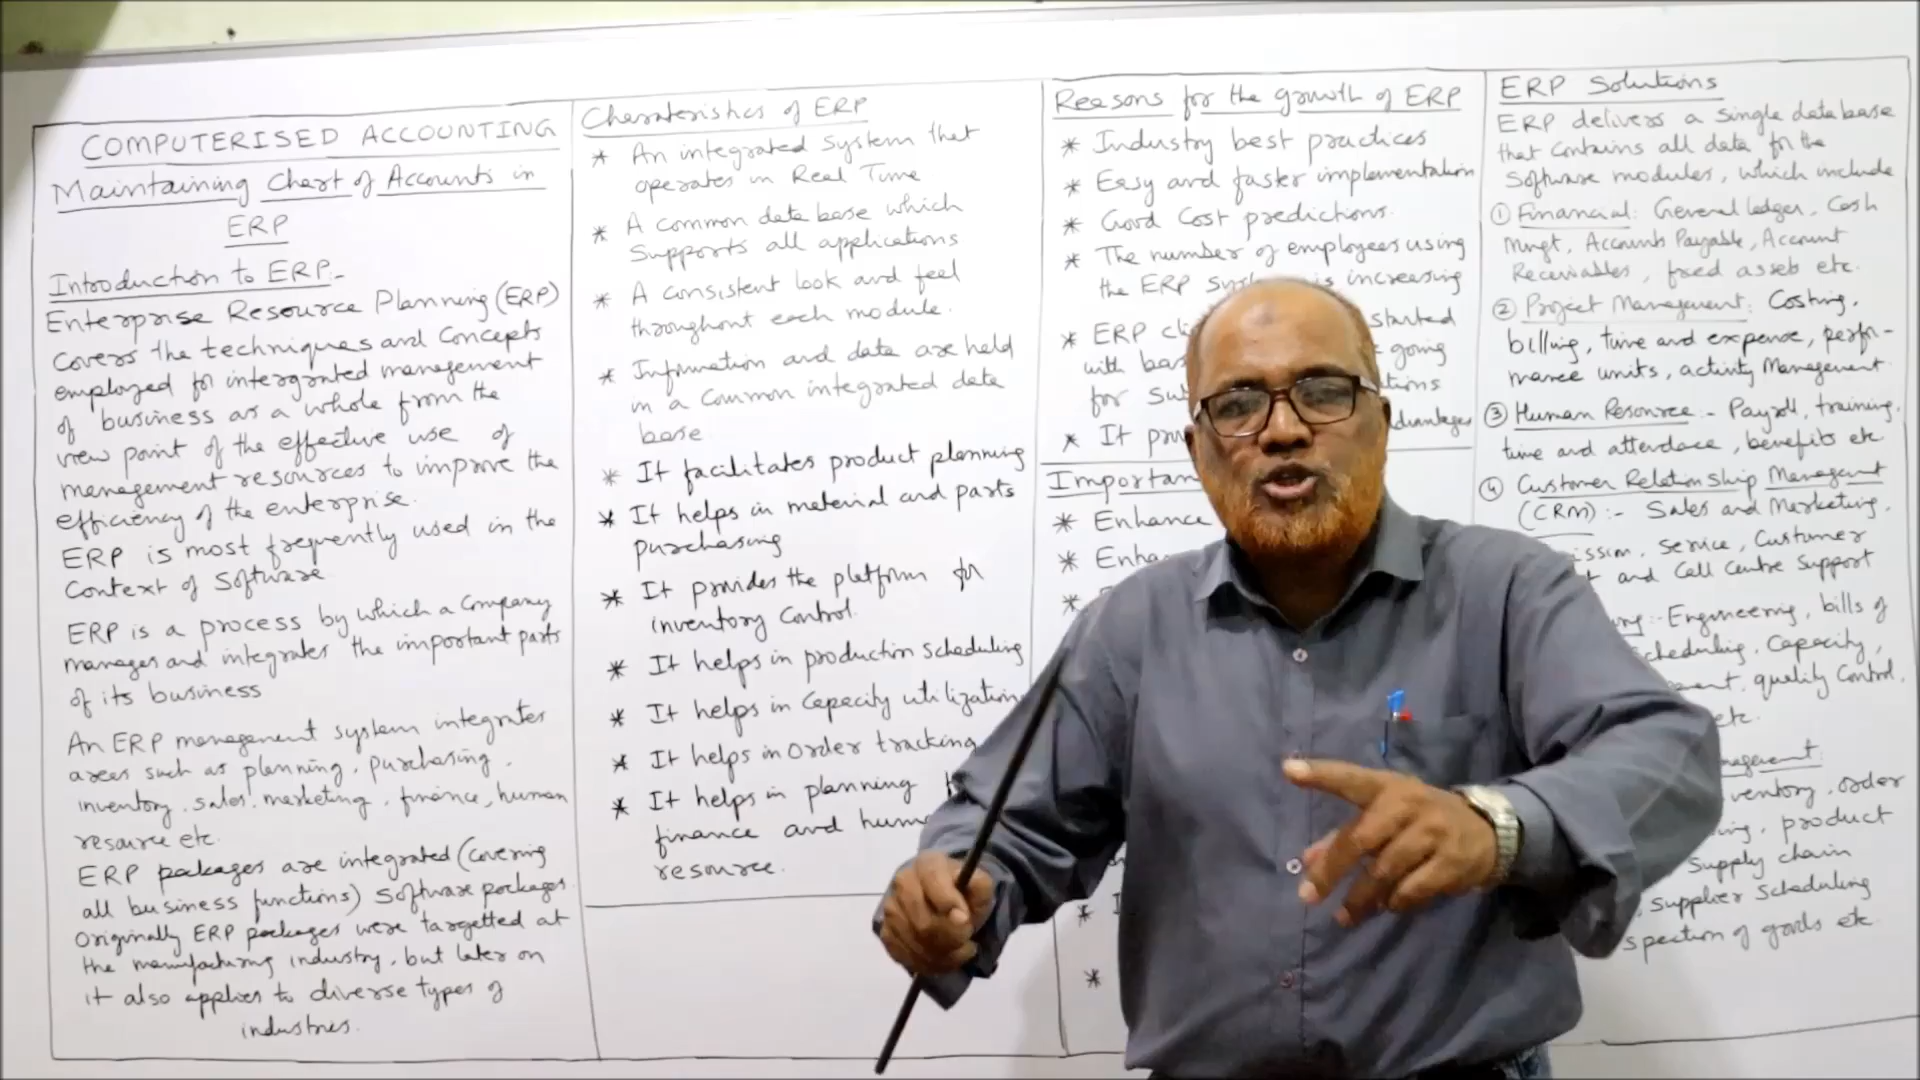 COMPUTERISED ACCOUNTING
Maintaining Chart of Accounts in
ERP
Introduction to ERP:-
Enterprise Resource Planning (ERP)
Covers the techniques and Concepts
employed for intergrated management
of business as a whole from the
view point of the effective use of
management resources to improve the
efficiency of the enterprise.
ERP is most frequently used in the
Context of Software
ERP is a process by which a Company
manages and integrates the important parts
of its business
An ERP management system integrates
areas such as planning, purchasing,
inventory, sales, marketing, finance, human
resource etc.
ERP packages are integrated (covering
all business functions) Software packages
Originally ERP packages were targetted at
the manufacturing industry, but later on
it also applies to diverse types of
industries.
Charateristics of ERP
* An integrated System that
operates in Real Time
* A common data base which
Supports all applications
* A consistent look and feel
throughout each module.
* Information and data are held
in a Common integrated data
base
* It facilitates product planning
* It helps in material and parts
purchasing
* It provides the platform for
inventory Control.
* It helps in production scheduling
* It helps in Capacity utilization
* It helps in order tracking
* It helps in planning
finance and
resource.
Reasons for the growth of ERP
* Industry best practices
* Easy and faster implementation
* Good Cost predictions.
* The number of employees using
the ERP is increasing
* ERP started
with going
for
* It
Enhance
ERP Solutions
ERP delivers a single data base
that contains all data for the
Software modules, which include
① Financial: General ledger, Cash
Mngt, Accounts Payable, Account
Receivables, fixed assets etc.
② Project Management: Costing,
billing, time and expense, perfor-
mance units, activity Management
③ Human Resource:- Payroll, training,
time and attendace, benefits etc
④ Customer Relationship Management
(CRM):- Sales and Marketing,
Service, Customer
and Call Centre Support
Engineering, bills of
Scheduling, Capacity,
quality Control,
etc.
order
product
Supply chain
Supplier Scheduling
of goods etc